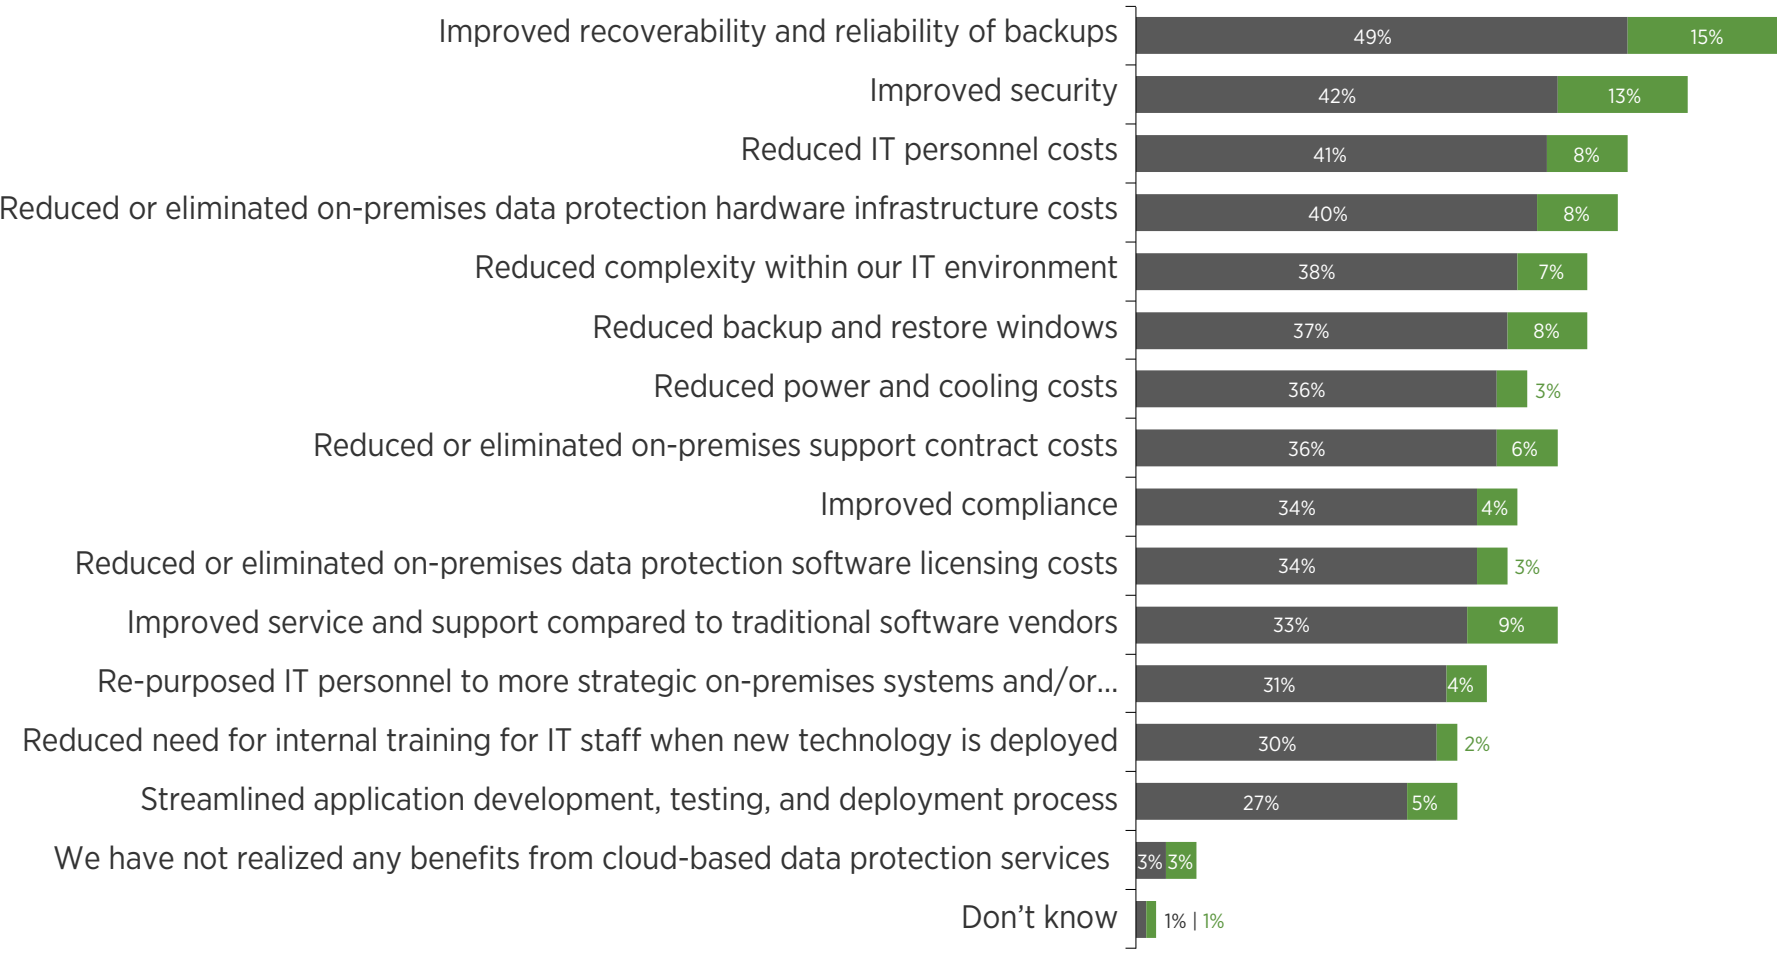 Improved recoverability and reliability of backups 49% 15%
Improved security 42% 13%
Reduced IT personnel costs 41% 8%
Reduced or eliminated on-premises data protection hardware infrastructure costs 40% 8%
Reduced complexity within our IT environment 38% 7%
Reduced backup and restore windows 37% 8%
Reduced power and cooling costs 36% 3%
Reduced or eliminated on-premises support contract costs 36% 6%
Improved compliance 34% 4%
Reduced or eliminated on-premises data protection software licensing costs 34% 3%
Improved service and support compared to traditional software vendors 33% 9%
Re-purposed IT personnel to more strategic on-premises systems and/or... 31% 4%
Reduced need for internal training for IT staff when new technology is deployed 30% 2%
Streamlined application development, testing, and deployment process 27% 5%
We have not realized any benefits from cloud-based data protection services 3% 3%
Don’t know 1% | 1%